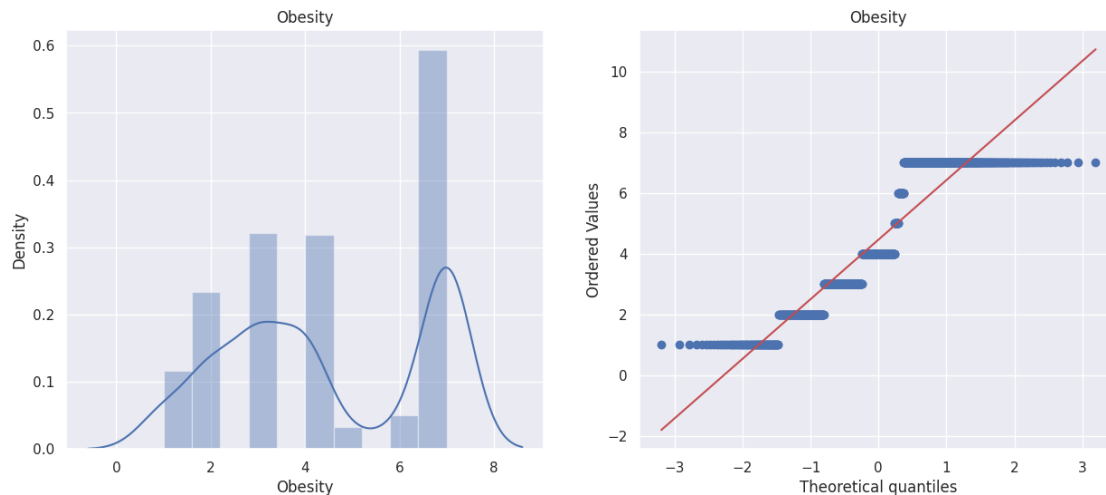 Obesity
0.6
0.5
0.4
0.3
0.2
0.1
0.0
Density
0 2 4 6 8
Obesity
Obesity
10
8
6
4
2
0
−2
Ordered Values
−3 −2 −1 0 1 2 3
Theoretical quantiles